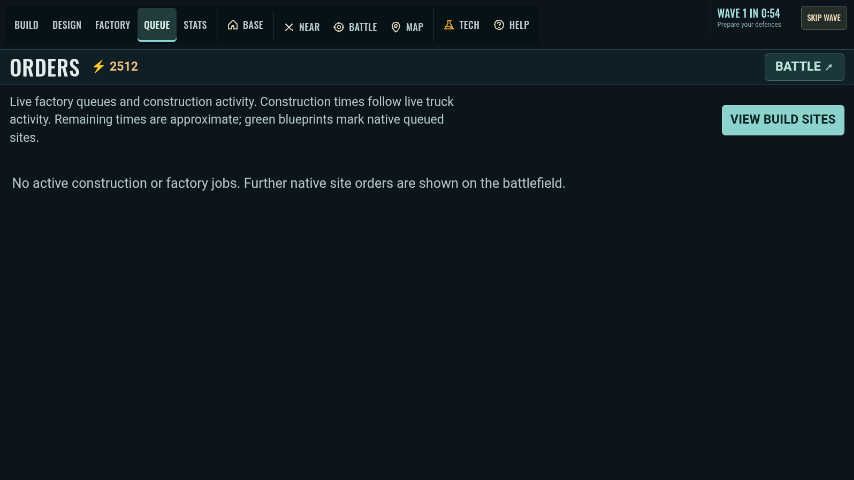 BUILD DESIGN FACTORY QUEUE STATS BASE NEAR BATTLE MAP TECH HELP
WAVE 1 IN 0:54
Prepare your defences
SKIP WAVE
ORDERS ⚡ 2512
BATTLE ↗
Live factory queues and construction activity. Construction times follow live truck
activity. Remaining times are approximate; green blueprints mark native queued
sites.
VIEW BUILD SITES
No active construction or factory jobs. Further native site orders are shown on the battlefield.